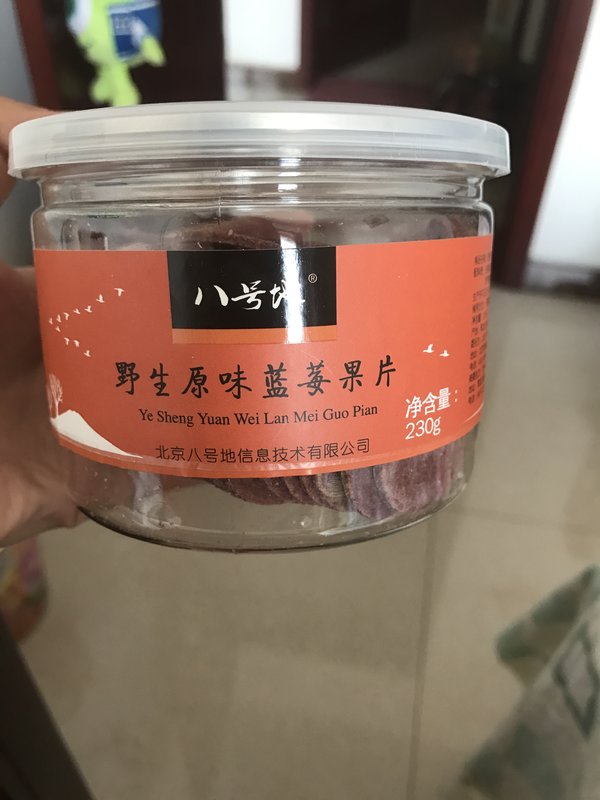 八号地®
野生原味蓝莓果片
Ye Sheng Yuan Wei Lan Mei Guo Pian
净含量：
230g
北京八号地信息技术有限公司